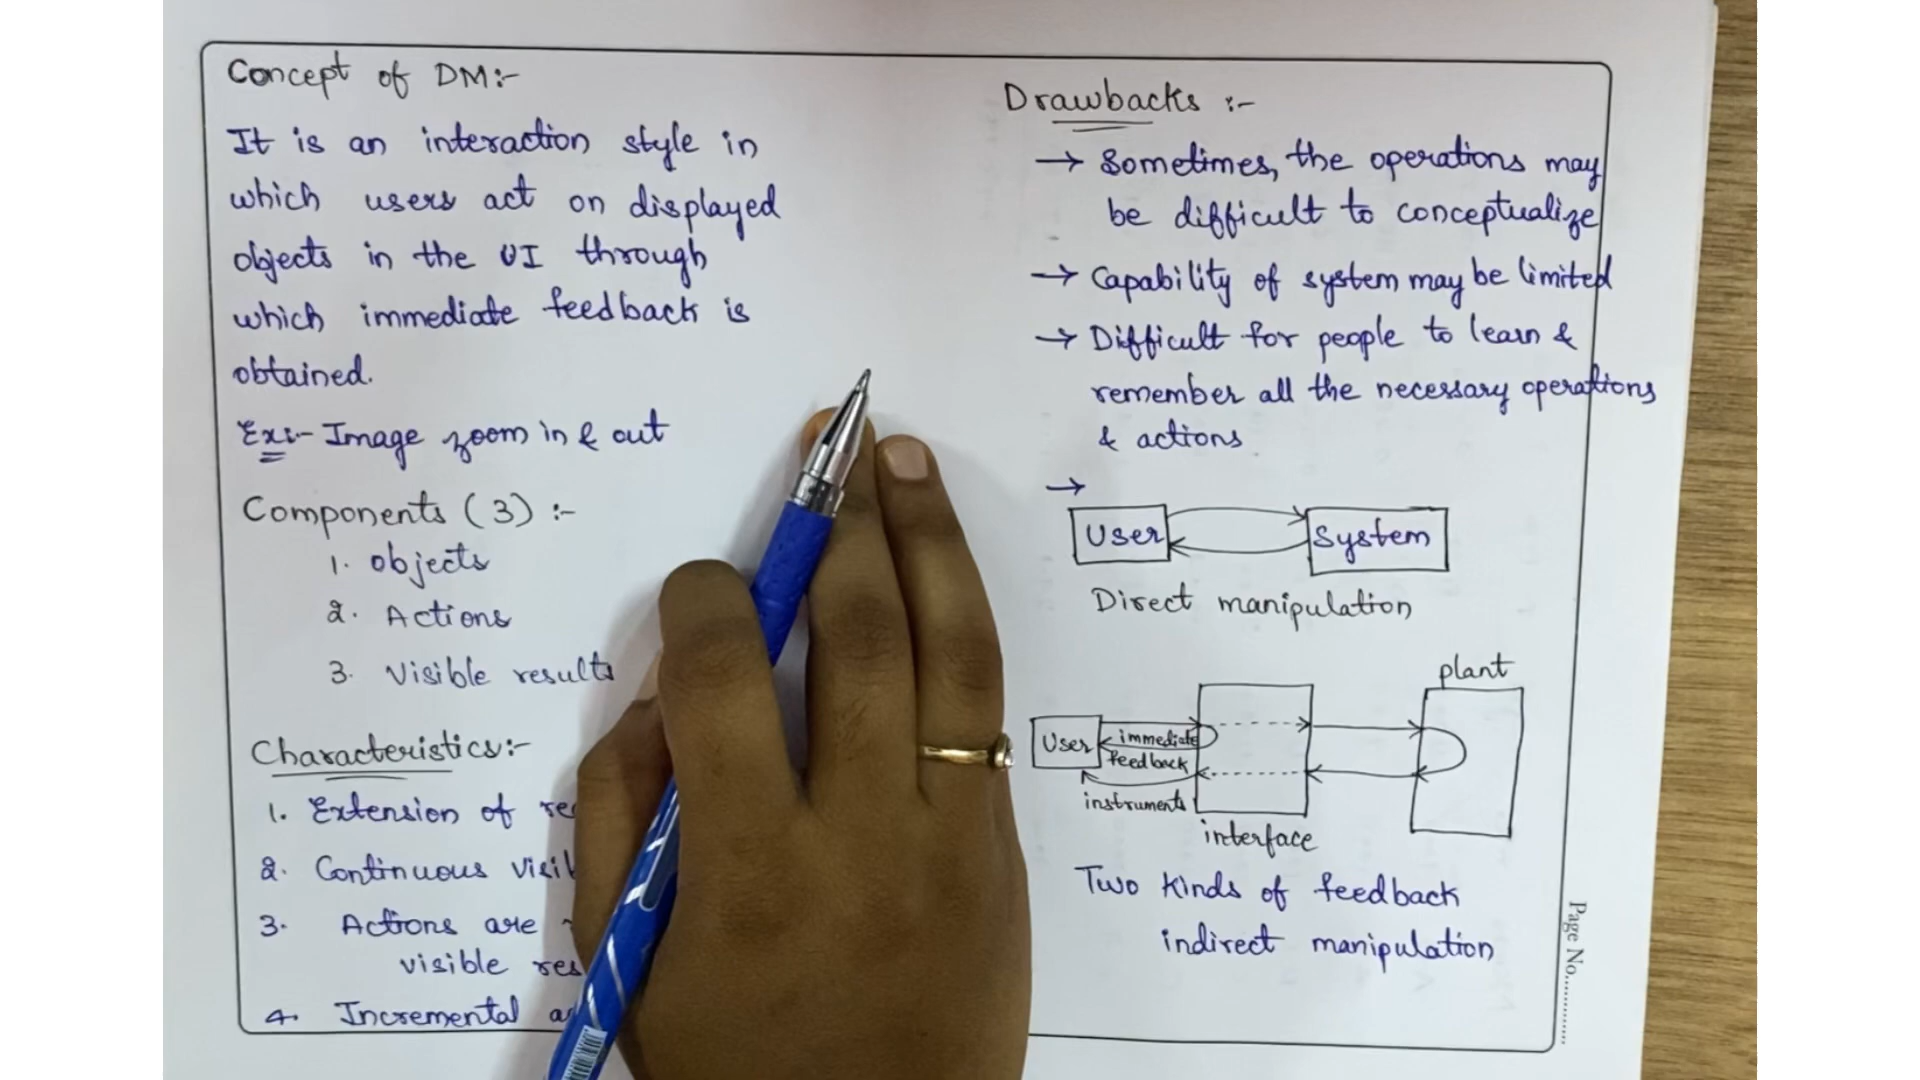 Concept of DM:-
It is an interaction style in
which users act on displayed
objects in the UI through
which immediate feedback is
obtained.
Ex:- Image zoom in & out
Components (3) :-
1. Objects
2. Actions
3. Visible results
Characteristics:-
1. Extension of
2. Continuous
3. Actions are
visible
4. Incremental
Drawbacks :-
→ Sometimes, the operations may
be difficult to conceptualize
→ Capability of system may be limited
→ Difficult for people to learn &
remember all the necessary operations
& actions
→
User System
Direct manipulation
plant
User immediate
feedback
instruments
interface
Two kinds of feedback
indirect manipulation
Page No..............